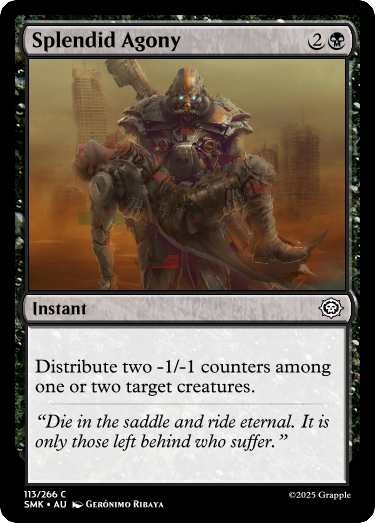 Splendid Agony 2
Instant
Distribute two -1/-1 counters among
one or two target creatures.
“Die in the saddle and ride eternal. It is
only those left behind who suffer.”
113/266 C
©2025 Grapple
SMK • AU GERÓNIMO RIBAYA